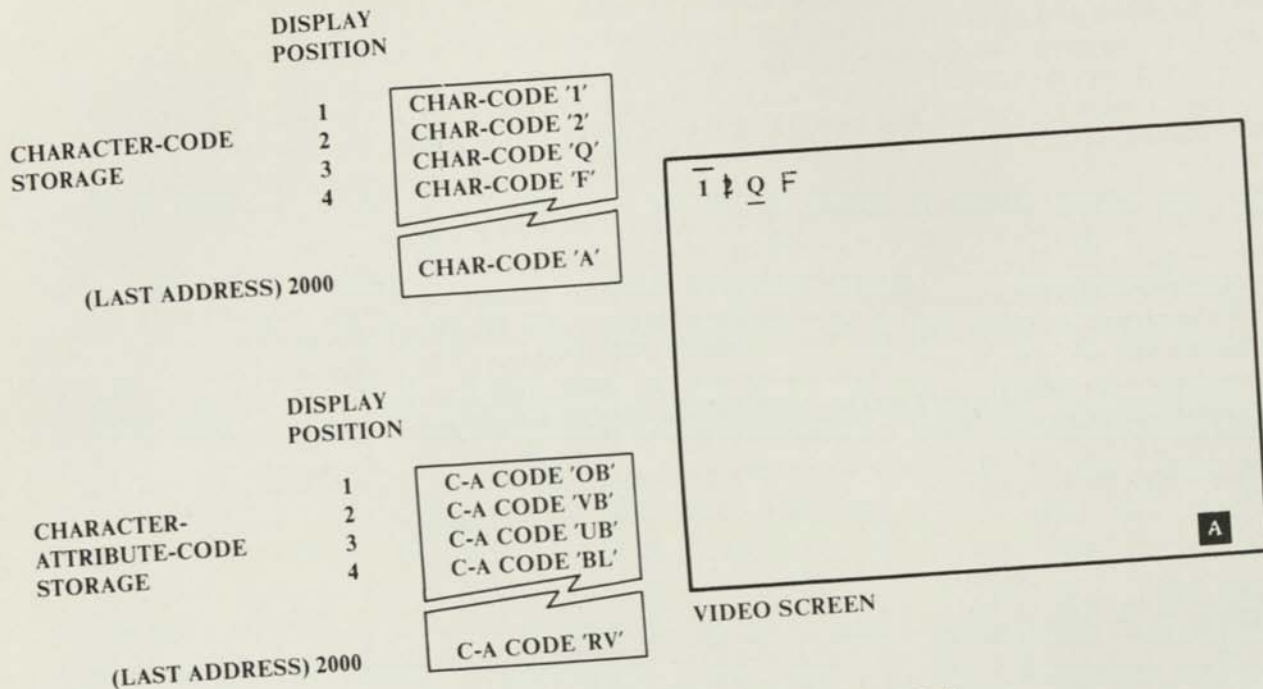 DISPLAY
POSITION
CHARACTER-CODE
STORAGE
1
2
3
4
CHAR-CODE '1'
CHAR-CODE '2'
CHAR-CODE 'Q'
CHAR-CODE 'F'
(LAST ADDRESS) 2000
CHAR-CODE 'A'
DISPLAY
POSITION
CHARACTER-
ATTRIBUTE-CODE
STORAGE
1
2
3
4
C-A CODE 'OB'
C-A CODE 'VB'
C-A CODE 'UB'
C-A CODE 'BL'
(LAST ADDRESS) 2000
C-A CODE 'RV'
1 2 Q F
A
VIDEO SCREEN